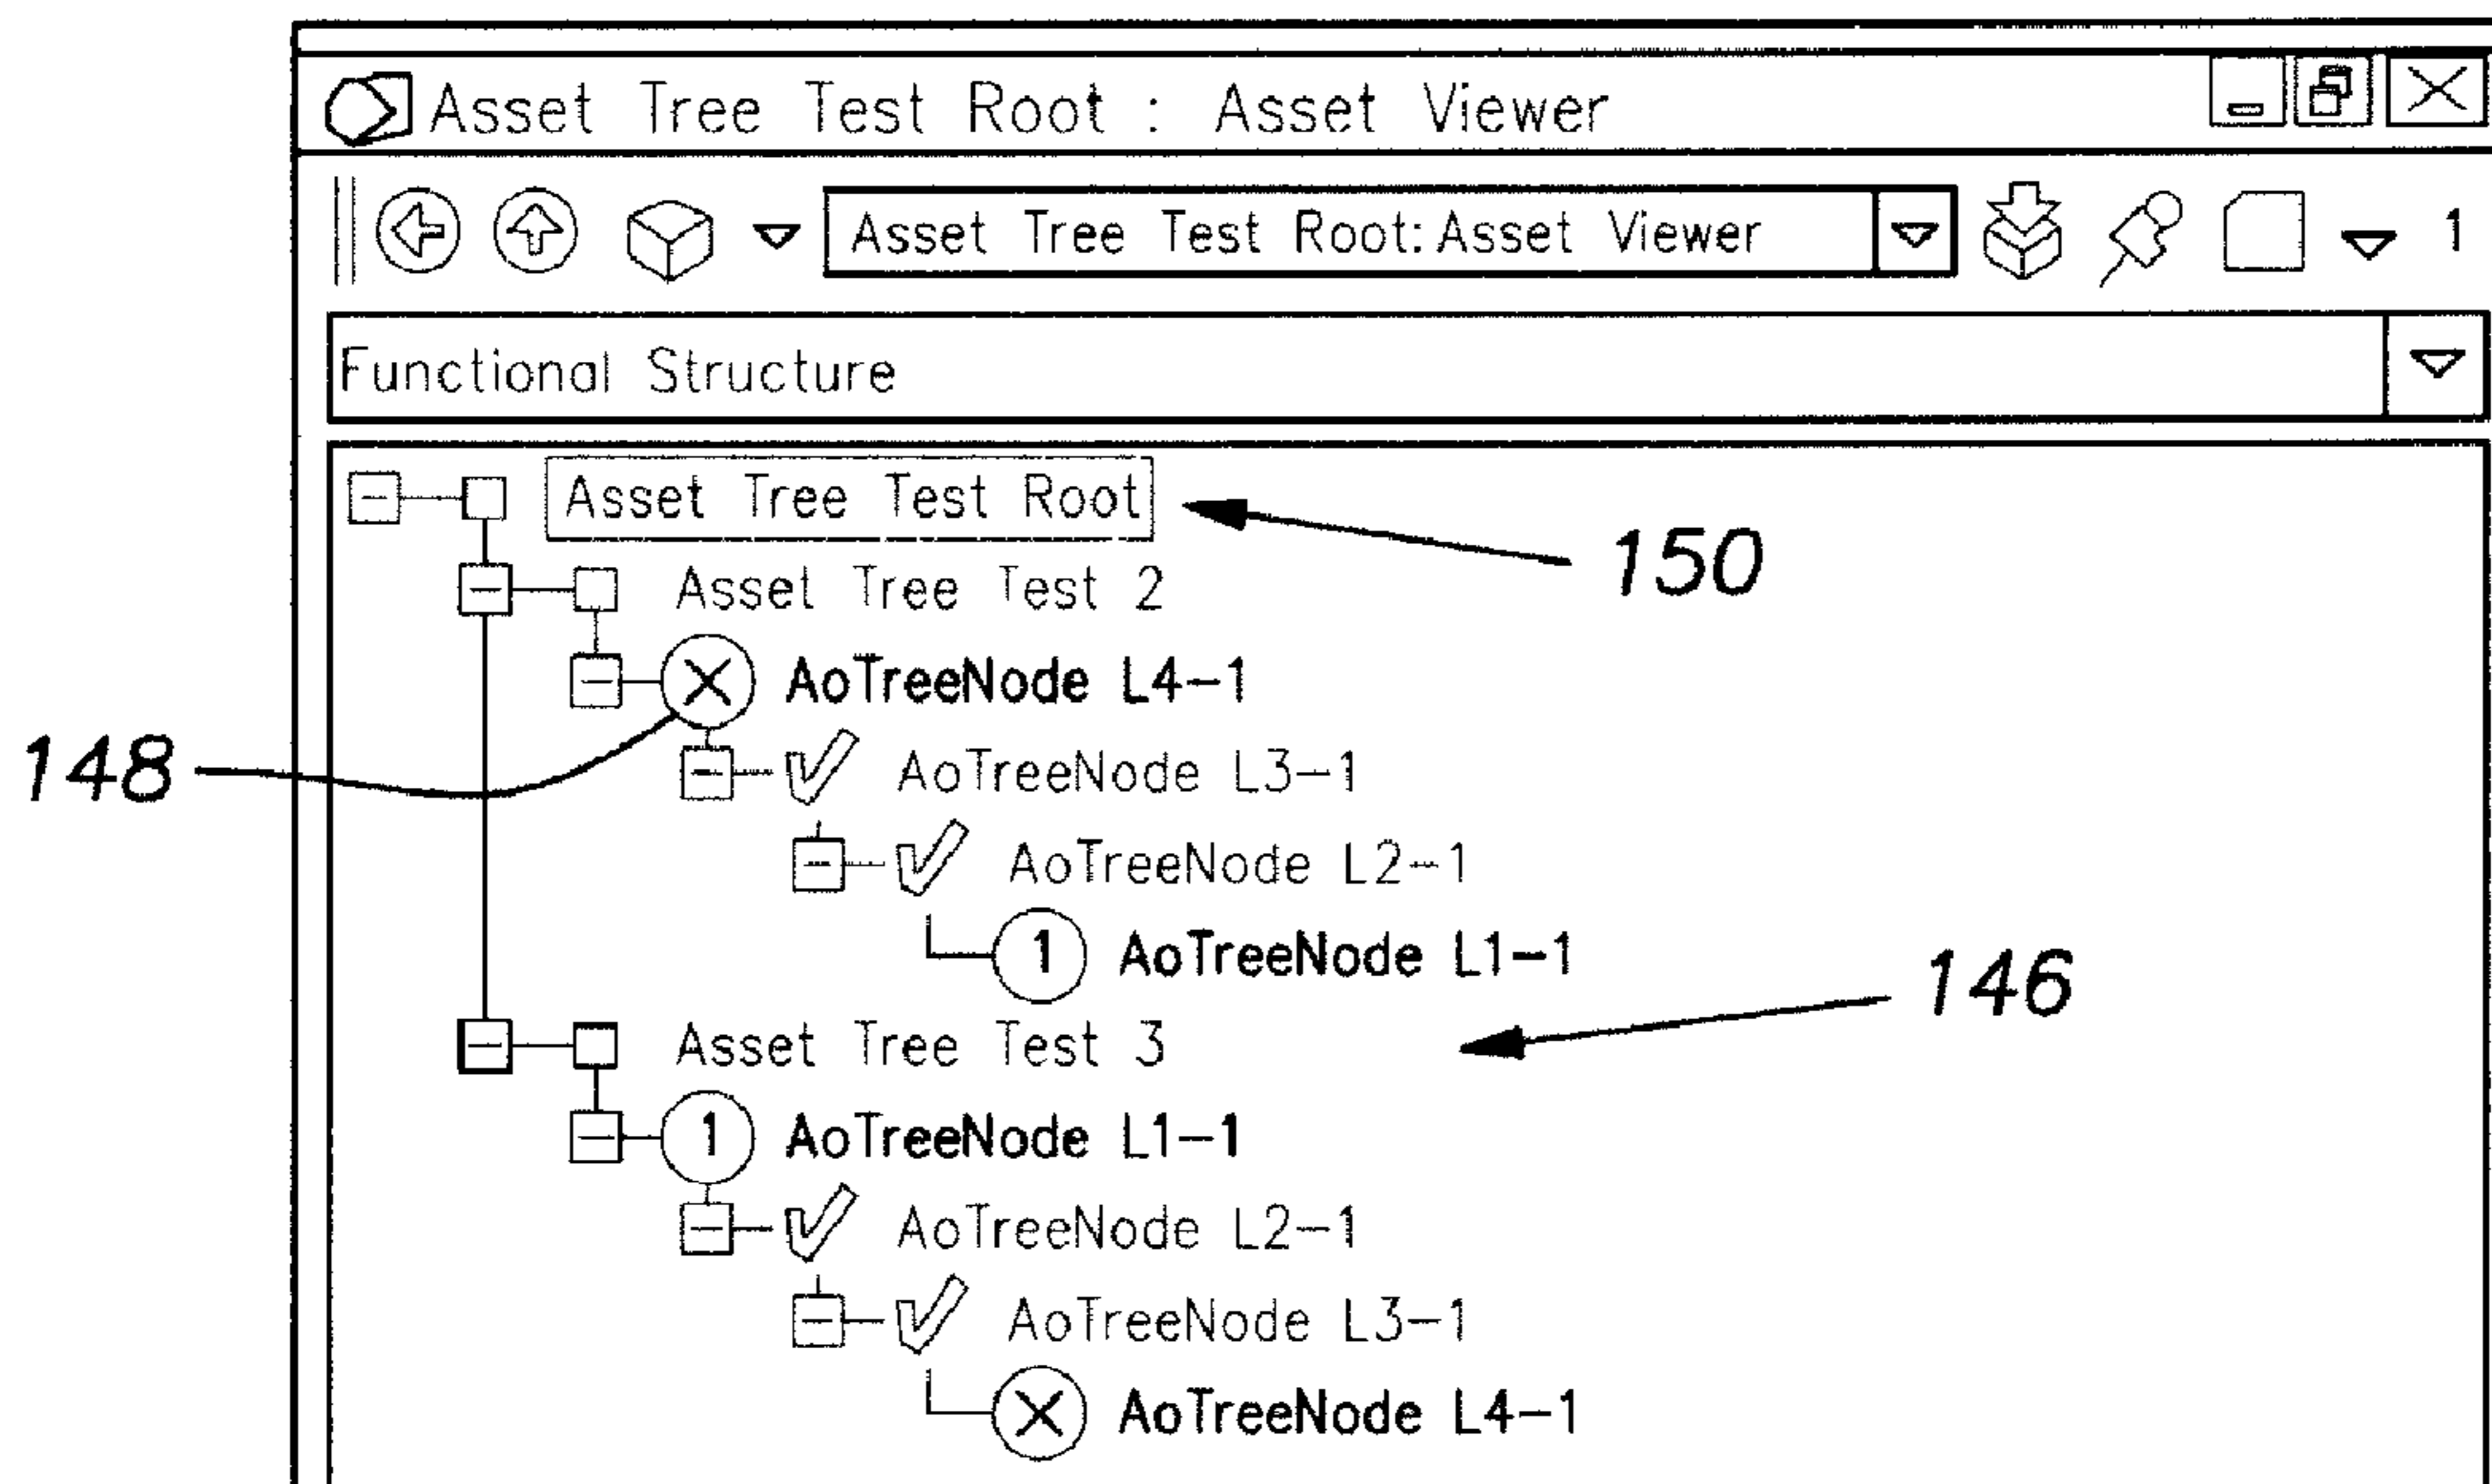 Asset Tree Test Root : Asset Viewer
Asset Tree Test Root:Asset Viewer
1
Functional Structure
Asset Tree Test Root
150
Asset Tree Test 2
AoTreeNode L4-1
148
AoTreeNode L3-1
AoTreeNode L2-1
1 AoTreeNode L1-1
146
Asset Tree Test 3
1 AoTreeNode L1-1
AoTreeNode L2-1
AoTreeNode L3-1
AoTreeNode L4-1